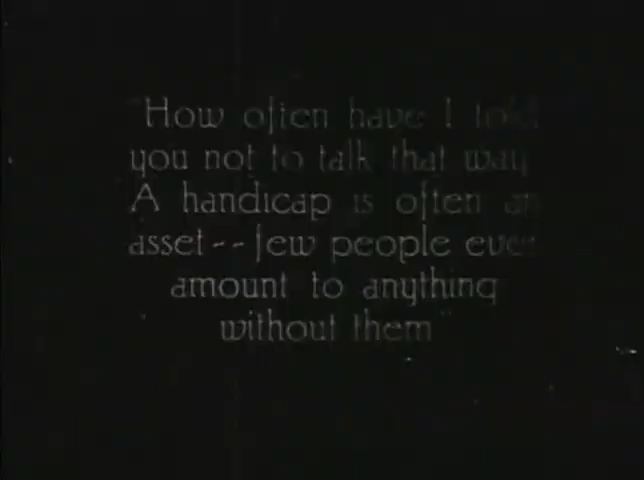 "How often have I told
you not to talk that way
A handicap is often an
asset -- few people ever
amount to anything
without them"